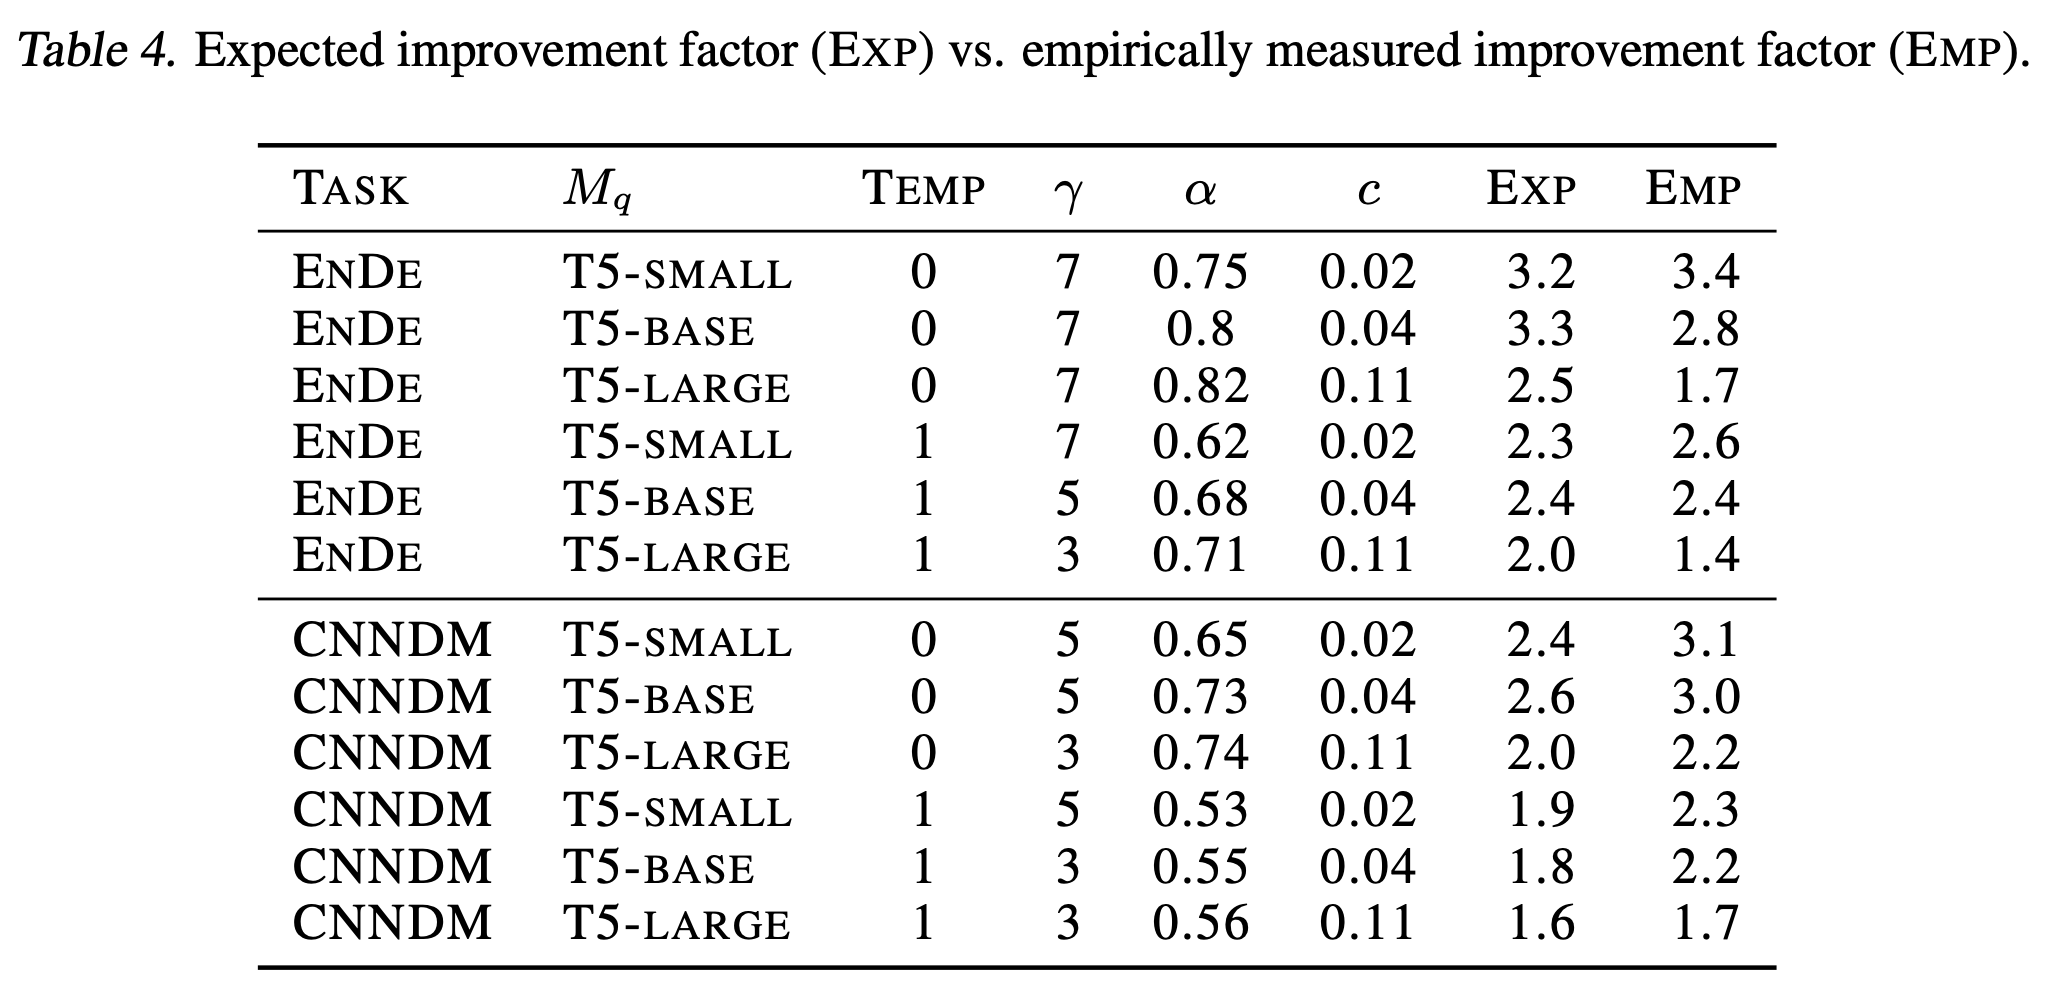 Table 4. Expected improvement factor (EXP) vs. empirically measured improvement factor (EMP).
TASK M_q TEMP γ α c EXP EMP
ENDE T5-SMALL 0 7 0.75 0.02 3.2 3.4
ENDE T5-BASE 0 7 0.8 0.04 3.3 2.8
ENDE T5-LARGE 0 7 0.82 0.11 2.5 1.7
ENDE T5-SMALL 1 7 0.62 0.02 2.3 2.6
ENDE T5-BASE 1 5 0.68 0.04 2.4 2.4
ENDE T5-LARGE 1 3 0.71 0.11 2.0 1.4
CNNDM T5-SMALL 0 5 0.65 0.02 2.4 3.1
CNNDM T5-BASE 0 5 0.73 0.04 2.6 3.0
CNNDM T5-LARGE 0 3 0.74 0.11 2.0 2.2
CNNDM T5-SMALL 1 5 0.53 0.02 1.9 2.3
CNNDM T5-BASE 1 3 0.55 0.04 1.8 2.2
CNNDM T5-LARGE 1 3 0.56 0.11 1.6 1.7